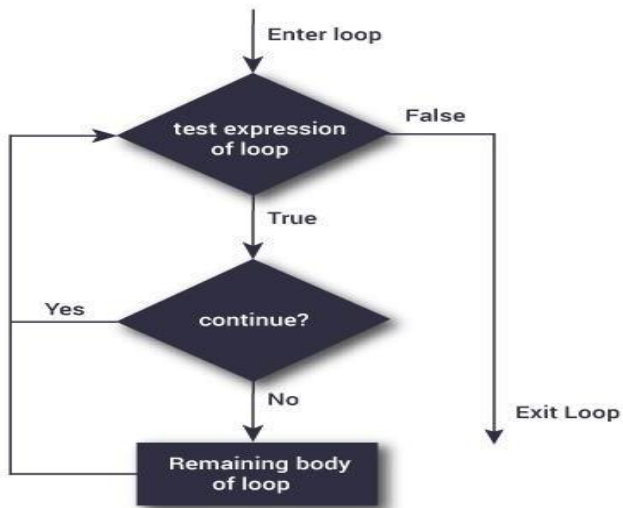 Enter loop
test expression
of loop
False
True
Yes
continue?
No
Exit Loop
Remaining body
of loop